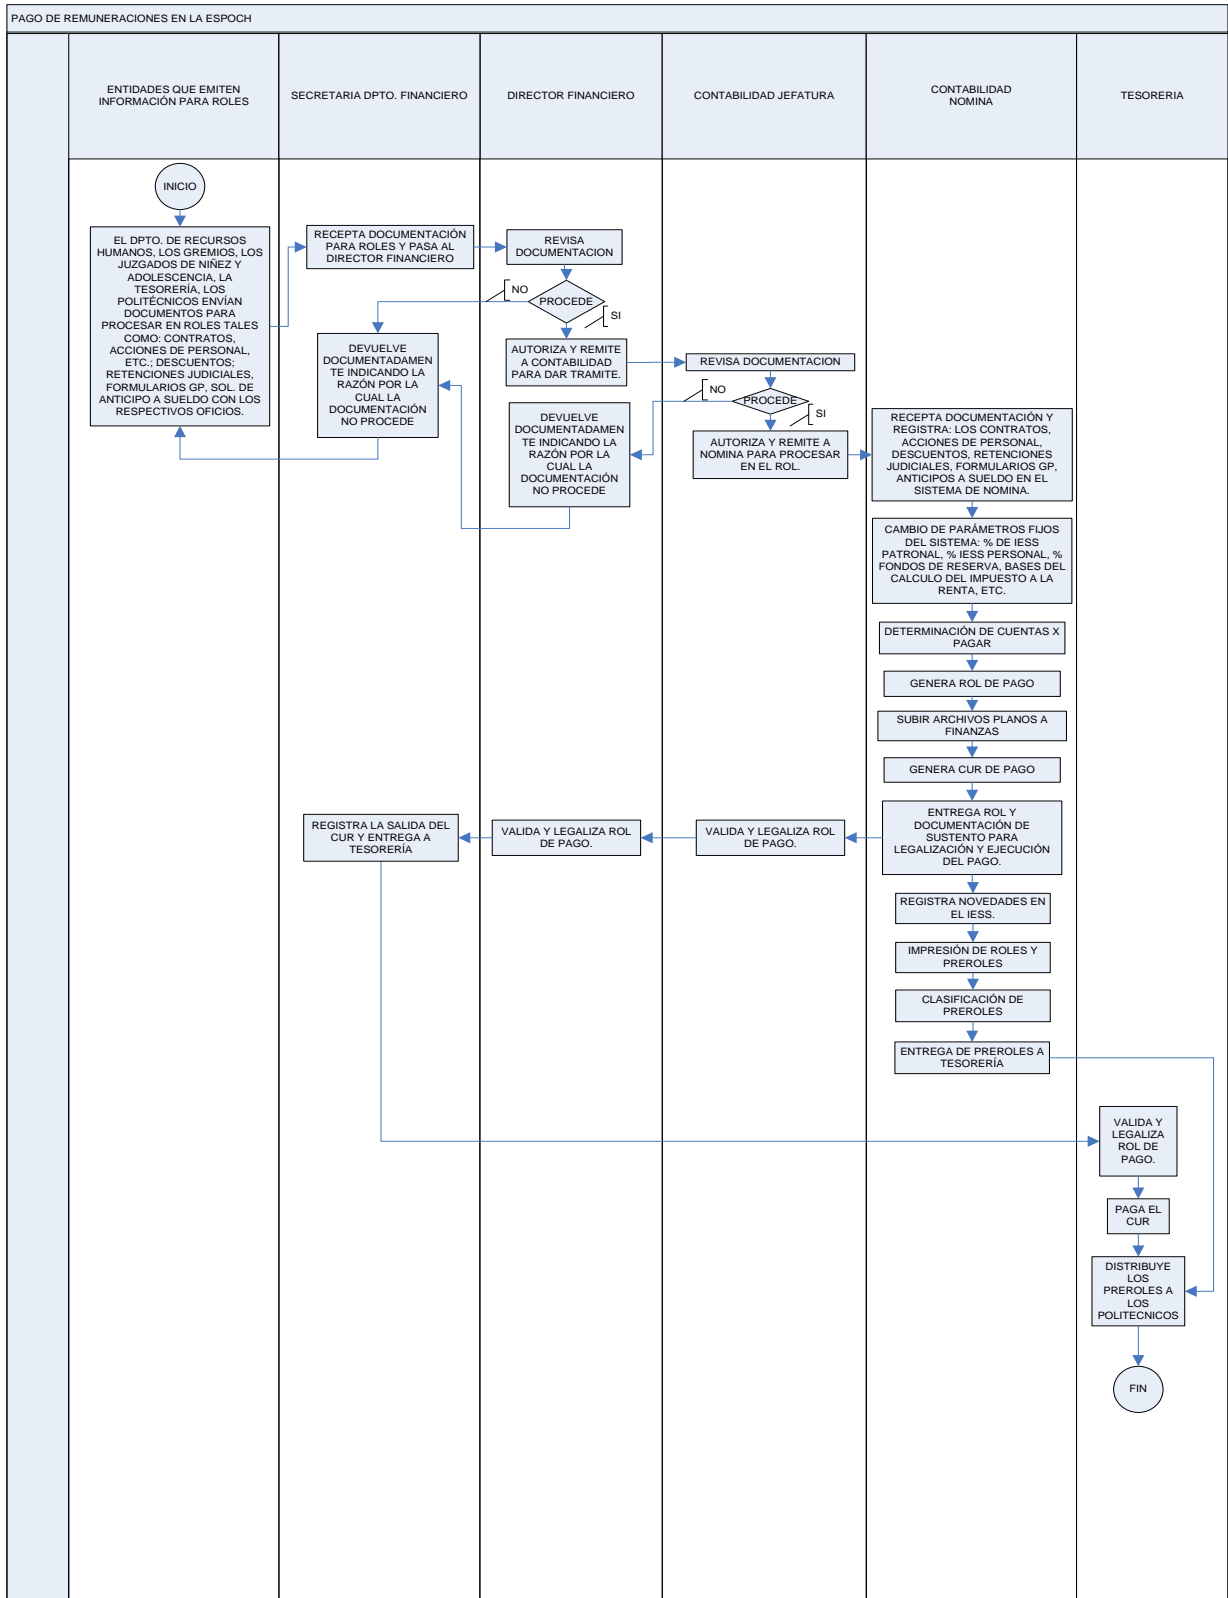 PAGO DE REMUNERACIONES EN LA ESPOCH
ENTIDADES QUE EMITEN
INFORMACIÓN PARA ROLES
SECRETARIA DPTO. FINANCIERO
DIRECTOR FINANCIERO
CONTABILIDAD JEFATURA
CONTABILIDAD
NOMINA
TESORERIA
INICIO
EL DPTO. DE RECURSOS
HUMANOS, LOS GREMIOS, LOS
JUZGADOS DE NIÑEZ Y
ADOLESCENCIA, LA
TESORERÍA, LOS
POLITÉCNICOS ENVÍAN
DOCUMENTOS PARA
PROCESAR EN ROLES TALES
COMO: CONTRATOS,
ACCIONES DE PERSONAL,
ETC.; DESCUENTOS;
RETENCIONES JUDICIALES,
FORMULARIOS GP, SOL. DE
ANTICIPO A SUELDO CON LOS
RESPECTIVOS OFICIOS.
RECEPTA DOCUMENTACIÓN
PARA ROLES Y PASA AL
DIRECTOR FINANCIERO
REVISA
DOCUMENTACION
PROCEDE
NO
SI
DEVUELVE
DOCUMENTADAMEN
TE INDICANDO LA
RAZÓN POR LA
CUAL LA
DOCUMENTACIÓN
NO PROCEDE
AUTORIZA Y REMITE
A CONTABILIDAD
PARA DAR TRAMITE.
REVISA DOCUMENTACION
PROCEDE
NO
SI
DEVUELVE
DOCUMENTADAMEN
TE INDICANDO LA
RAZÓN POR LA
CUAL LA
DOCUMENTACIÓN
NO PROCEDE
AUTORIZA Y REMITE A
NOMINA PARA PROCESAR
EN EL ROL.
RECEPTA DOCUMENTACIÓN Y
REGISTRA: LOS CONTRATOS,
ACCIONES DE PERSONAL,
DESCUENTOS, RETENCIONES
JUDICIALES, FORMULARIOS GP,
ANTICIPOS A SUELDO EN EL
SISTEMA DE NOMINA.
CAMBIO DE PARÁMETROS FIJOS
DEL SISTEMA: % DE IESS
PATRONAL, % IESS PERSONAL, %
FONDOS DE RESERVA, BASES DEL
CALCULO DEL IMPUESTO A LA
RENTA, ETC.
DETERMINACIÓN DE CUENTAS X
PAGAR
GENERA ROL DE PAGO
SUBIR ARCHIVOS PLANOS A
FINANZAS
GENERA CUR DE PAGO
ENTREGA ROL Y
DOCUMENTACIÓN DE
SUSTENTO PARA
LEGALIZACIÓN Y EJECUCIÓN
DEL PAGO.
VALIDA Y LEGALIZA ROL
DE PAGO.
VALIDA Y LEGALIZA ROL
DE PAGO.
REGISTRA LA SALIDA DEL
CUR Y ENTREGA A
TESORERÍA
REGISTRA NOVEDADES EN
EL IESS.
IMPRESIÓN DE ROLES Y
PREROLES
CLASIFICACIÓN DE
PREROLES
ENTREGA DE PREROLES A
TESORERÍA
VALIDA Y
LEGALIZA
ROL DE
PAGO.
PAGA EL
CUR
DISTRIBUYE
LOS
PREROLES A
LOS
POLITECNICOS
FIN